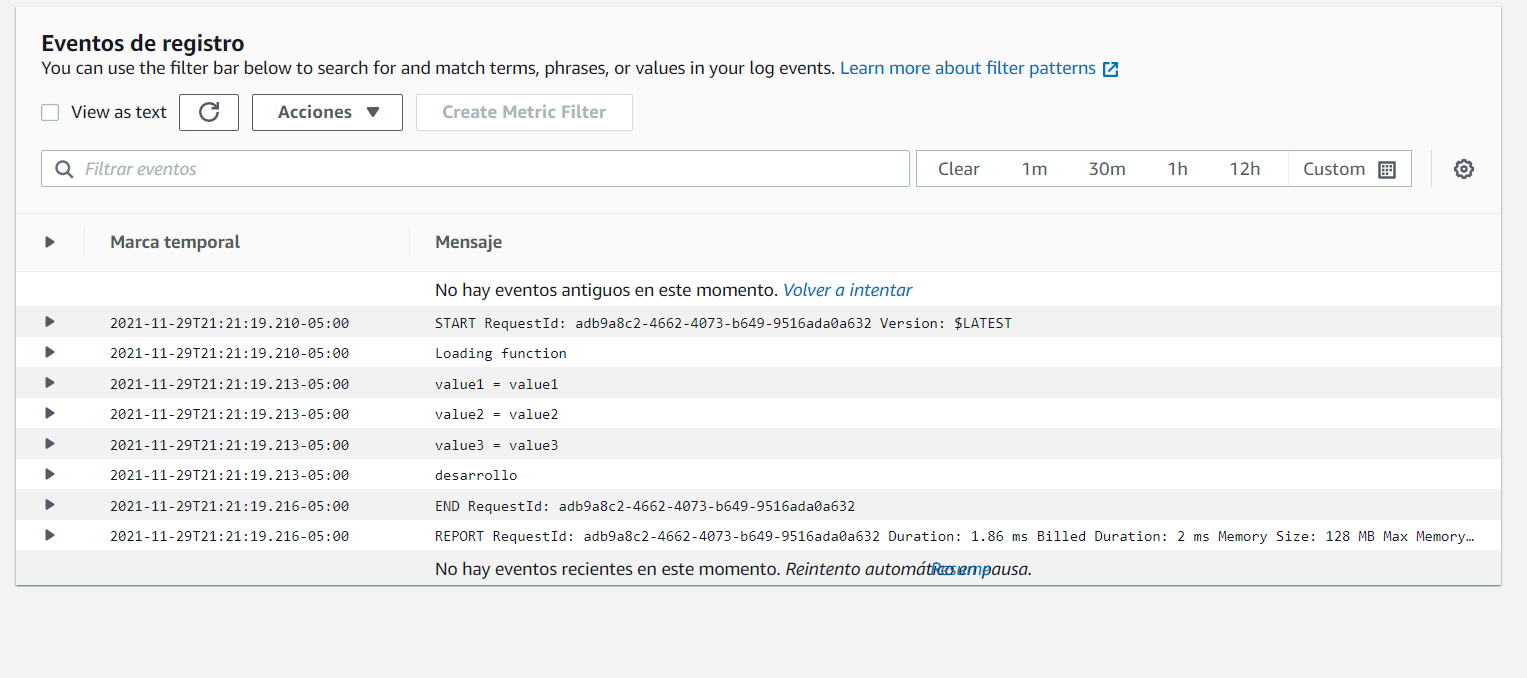 Eventos de registro
You can use the filter bar below to search for and match terms, phrases, or values in your log events. Learn more about filter patterns
View as text Acciones Create Metric Filter
Filtrar eventos Clear 1m 30m 1h 12h Custom
Marca temporal Mensaje
No hay eventos antiguos en este momento. Volver a intentar
2021-11-29T21:21:19.210-05:00 START RequestId: adb9a8c2-4662-4073-b649-9516ada0a632 Version: $LATEST
2021-11-29T21:21:19.210-05:00 Loading function
2021-11-29T21:21:19.213-05:00 value1 = value1
2021-11-29T21:21:19.213-05:00 value2 = value2
2021-11-29T21:21:19.213-05:00 value3 = value3
2021-11-29T21:21:19.213-05:00 desarrollo
2021-11-29T21:21:19.216-05:00 END RequestId: adb9a8c2-4662-4073-b649-9516ada0a632
2021-11-29T21:21:19.216-05:00 REPORT RequestId: adb9a8c2-4662-4073-b649-9516ada0a632 Duration: 1.86 ms Billed Duration: 2 ms Memory Size: 128 MB Max Memory…
No hay eventos recientes en este momento. Reintento automático en pausa. Resume